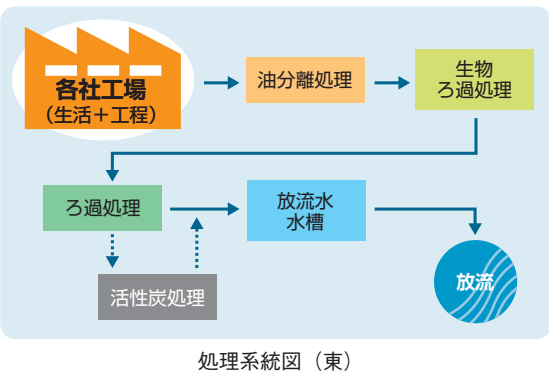 各社工場
（生活＋工程）
油分離処理
生物
ろ過処理
ろ過処理
放流水
水槽
活性炭処理
放流
処理系統図（東）